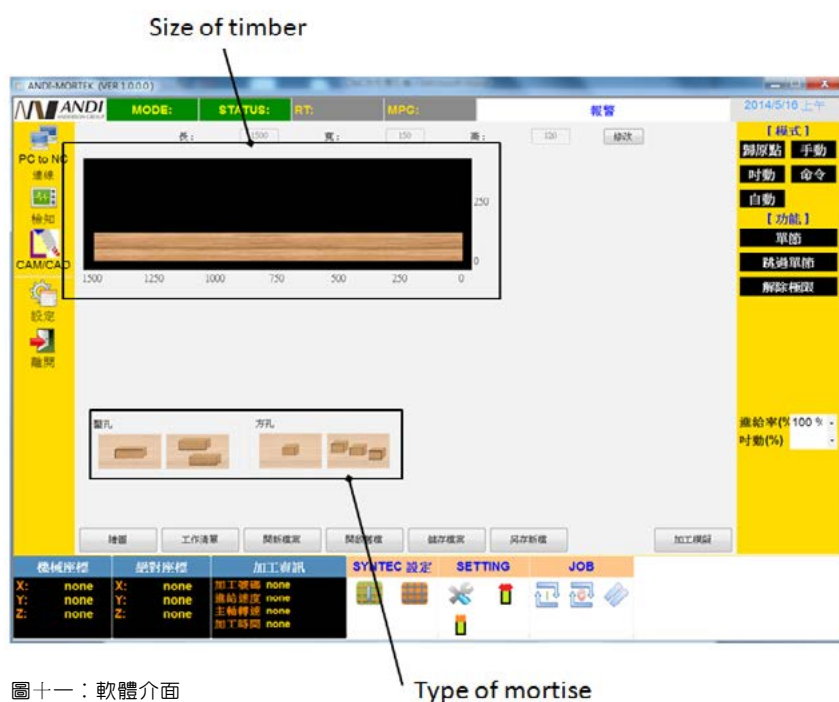 Size of timber
ANDI-MORTEK (VER 1.0.0.0)
ANDI MODE: STATUS: RT: MPG: 報警 2014/5/16 上午
長: 1500 寬: 150 高: 120 修改
PC to NC
連線
檢知
CAM/CAD
設定
離開
250
0
1500 1250 1000 750 500 250 0
【模式】
歸原點 手動
吋動 命令
自動
【功能】
單節
跳過單節
解除極限
進給率(% 100 %
吋動(%)
鑿孔 方孔
繪圖 工作清單 開新檔案 開啟舊檔 儲存檔案 另存新檔 加工模擬
機械座標 絕對座標 加工資訊 SYNTEC 設定 SETTING JOB
X: none X: none 加工號碼 none
Y: none Y: none 進給速度 none
Z: none Z: none 主軸轉速 none
加工時間 none
圖十一：軟體介面
Type of mortise